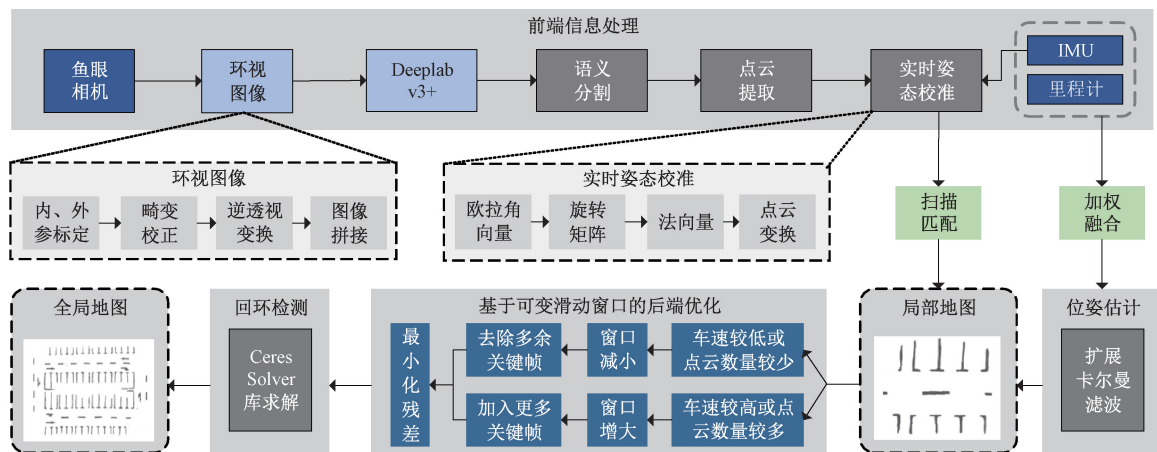 前端信息处理
鱼眼
相机
环视
图像
Deeplab
v3+
语义
分割
点云
提取
实时姿
态校准
IMU
里程计
环视图像
内、外
参标定
畸变
校正
逆透视
变换
图像
拼接
实时姿态校准
欧拉角
向量
旋转
矩阵
法向量
点云
变换
扫描
匹配
加权
融合
全局地图
回环检测
Ceres
Solver
库求解
基于可变滑动窗口的后端优化
最
小
化
残
差
去除多余
关键帧
窗口
减小
车速较低或
点云数量较少
加入更多
关键帧
窗口
增大
车速较高或点
云数量较多
局部地图
位姿估计
扩展
卡尔曼
滤波